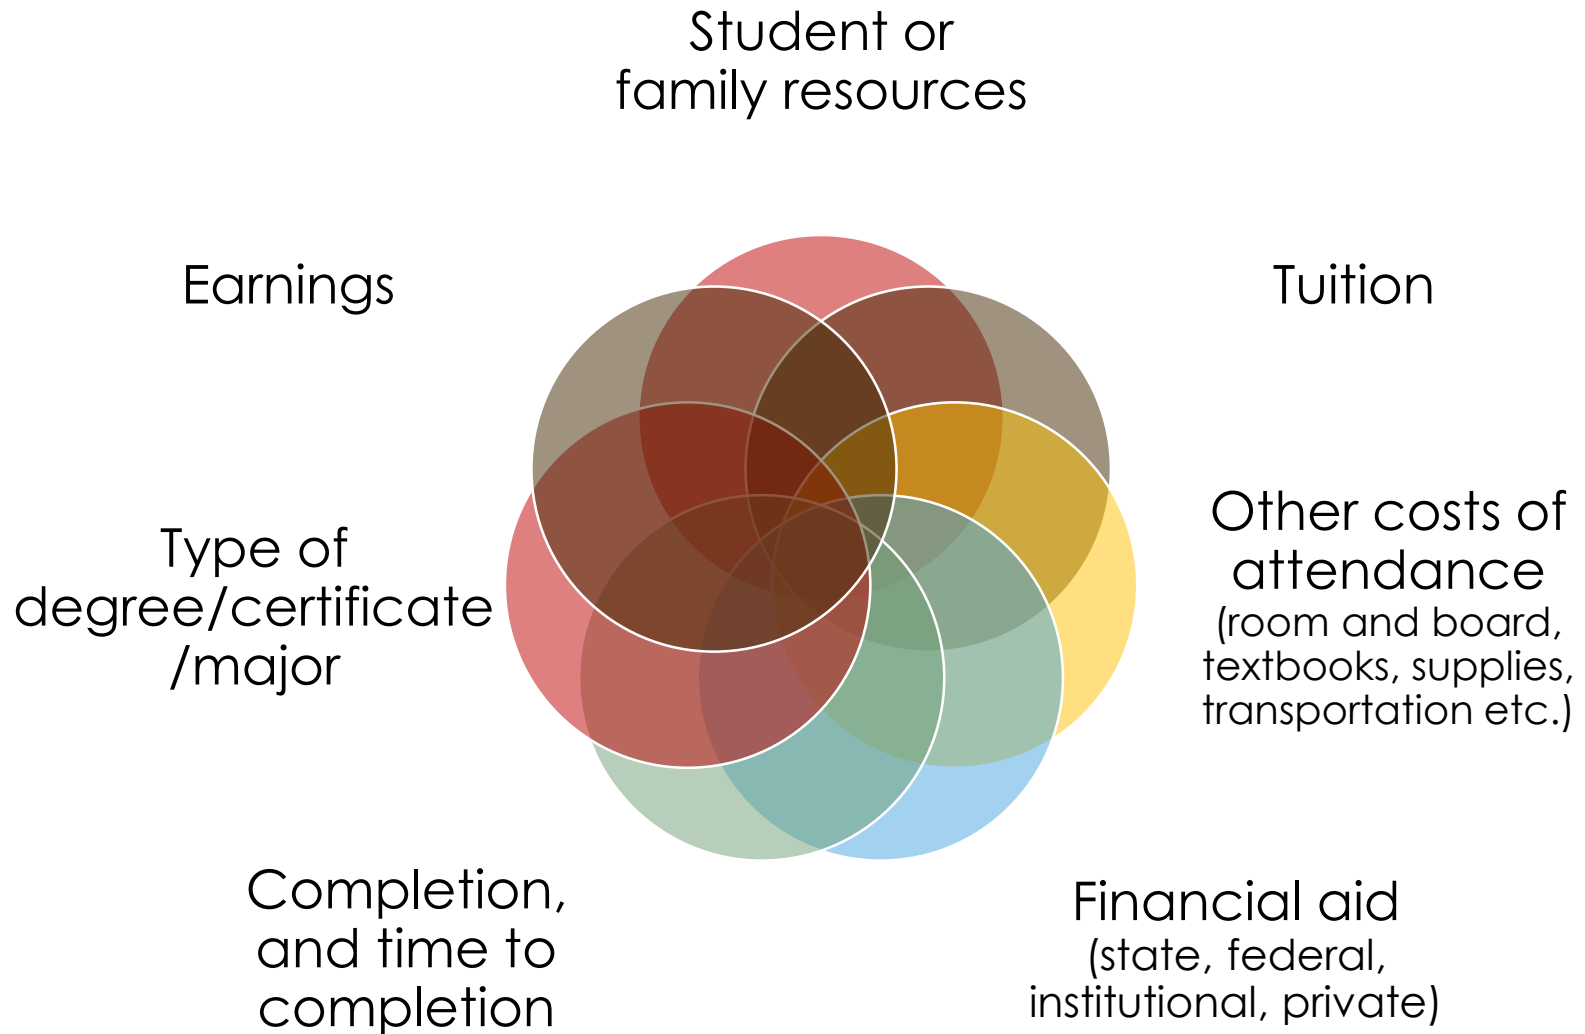 Student or
family resources
Earnings
Tuition
Type of
degree/certificate
/major
Other costs of
attendance
(room and board,
textbooks, supplies,
transportation etc.)
Completion,
and time to
completion
Financial aid
(state, federal,
institutional, private)